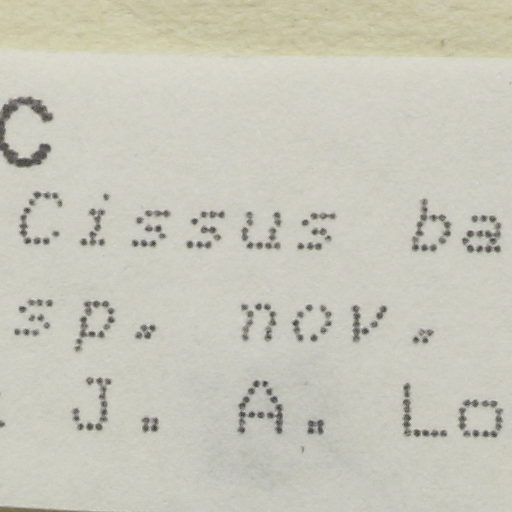 C
Cissus ba
sp. nov.
J. A. Lo